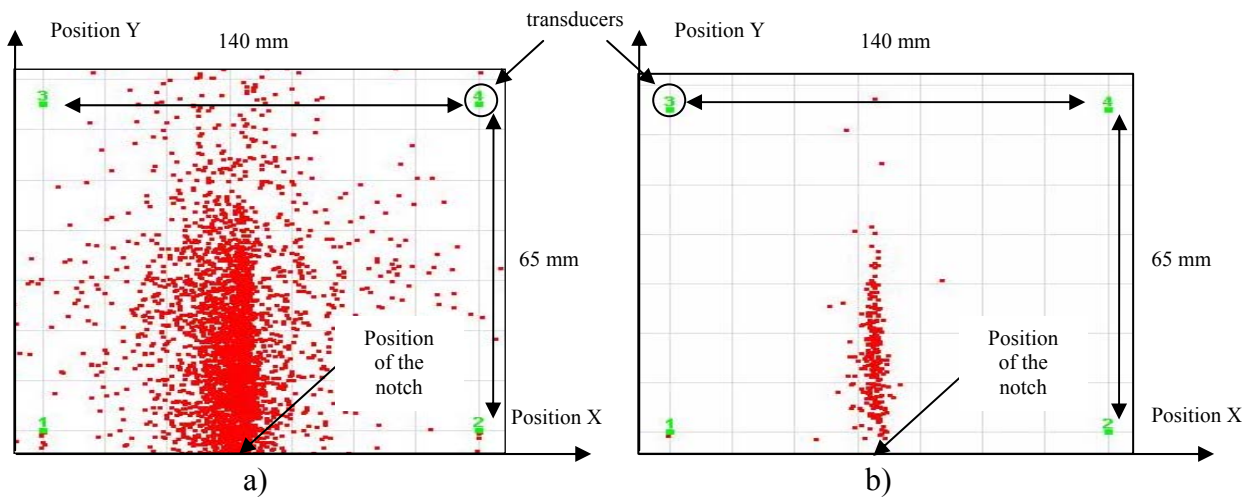 transducers
Position Y
140 mm
Position Y
140 mm
3
4
3
4
65 mm
65 mm
Position
of the
notch
Position
of the
notch
1
2
Position X
1
2
Position X
a)
b)